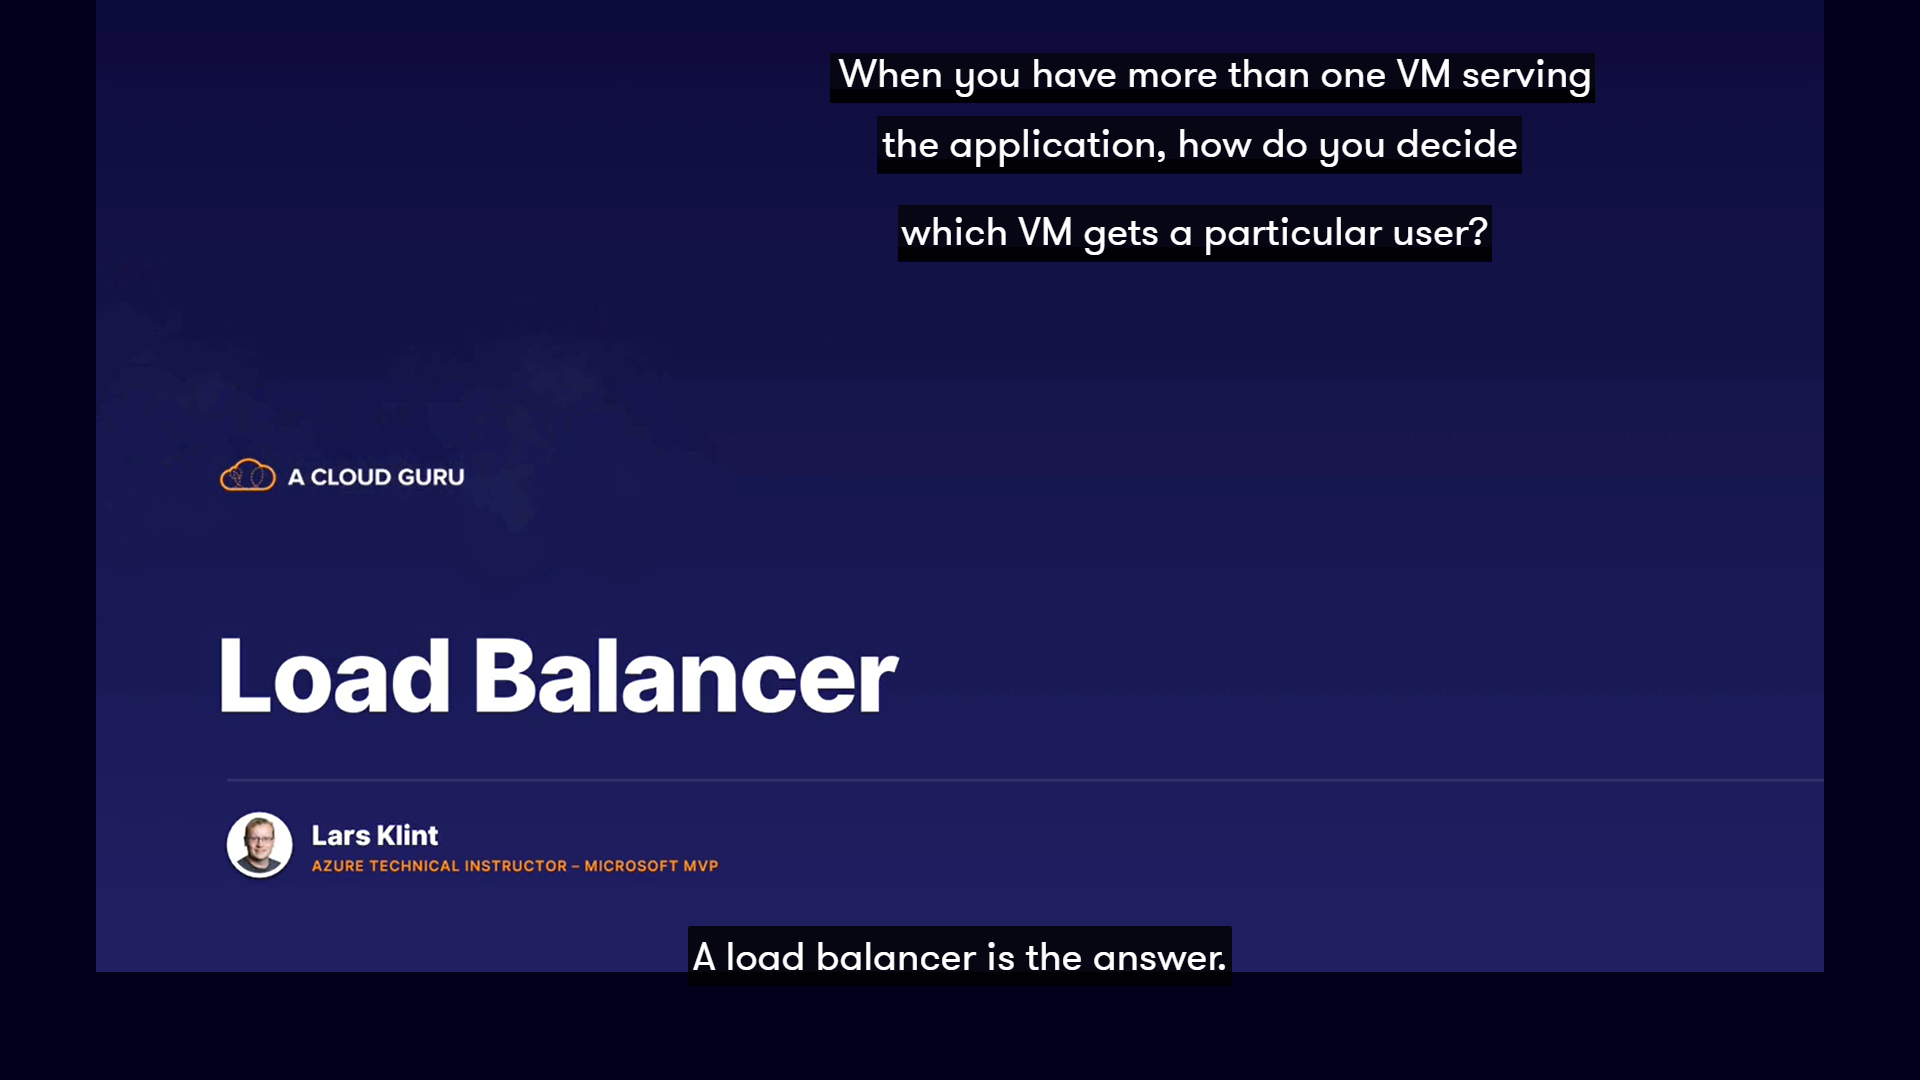 When you have more than one VM serving
the application, how do you decide
which VM gets a particular user?
A CLOUD GURU
Load Balancer
Lars Klint
AZURE TECHNICAL INSTRUCTOR – MICROSOFT MVP
A load balancer is the answer.